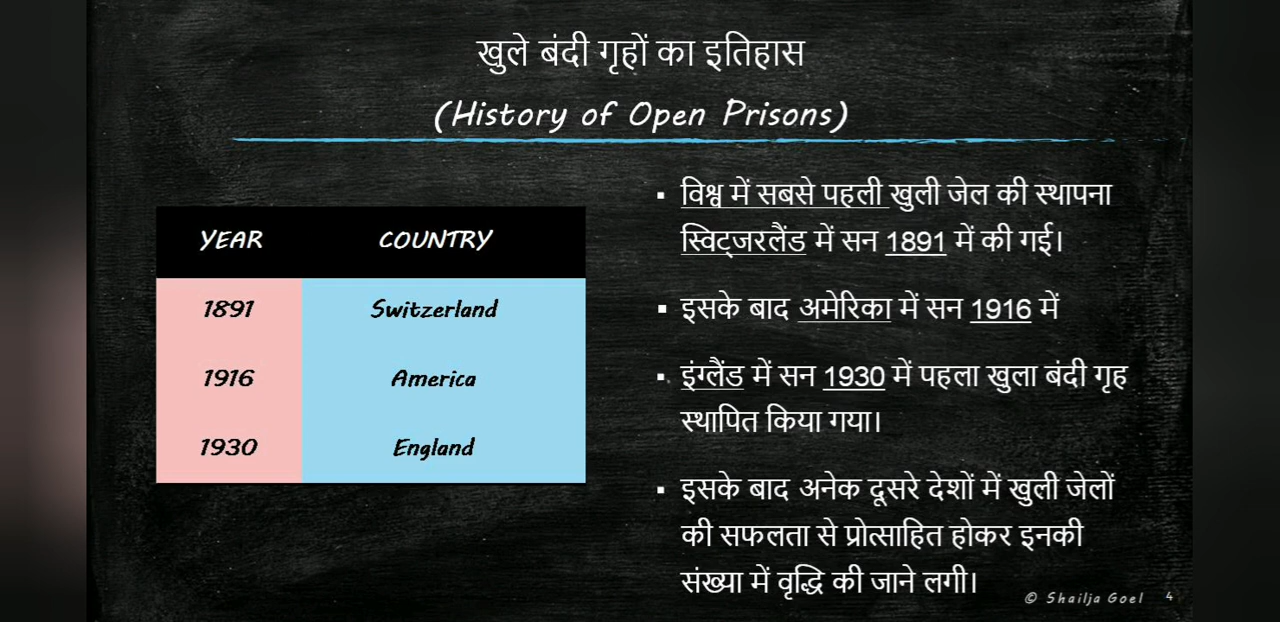 खुले बंदी गृहों का इतिहास
(History of Open Prisons)
YEAR COUNTRY
1891 Switzerland
1916 America
1930 England
▪ विश्व में सबसे पहली खुली जेल की स्थापना
स्विट्जरलैंड में सन 1891 में की गई।
▪ इसके बाद अमेरिका में सन 1916 में
▪ इंग्लैंड में सन 1930 में पहला खुला बंदी गृह
स्थापित किया गया।
▪ इसके बाद अनेक दूसरे देशों में खुली जेलों
की सफलता से प्रोत्साहित होकर इनकी
संख्या में वृद्धि की जाने लगी।
© Shailja Goel 4